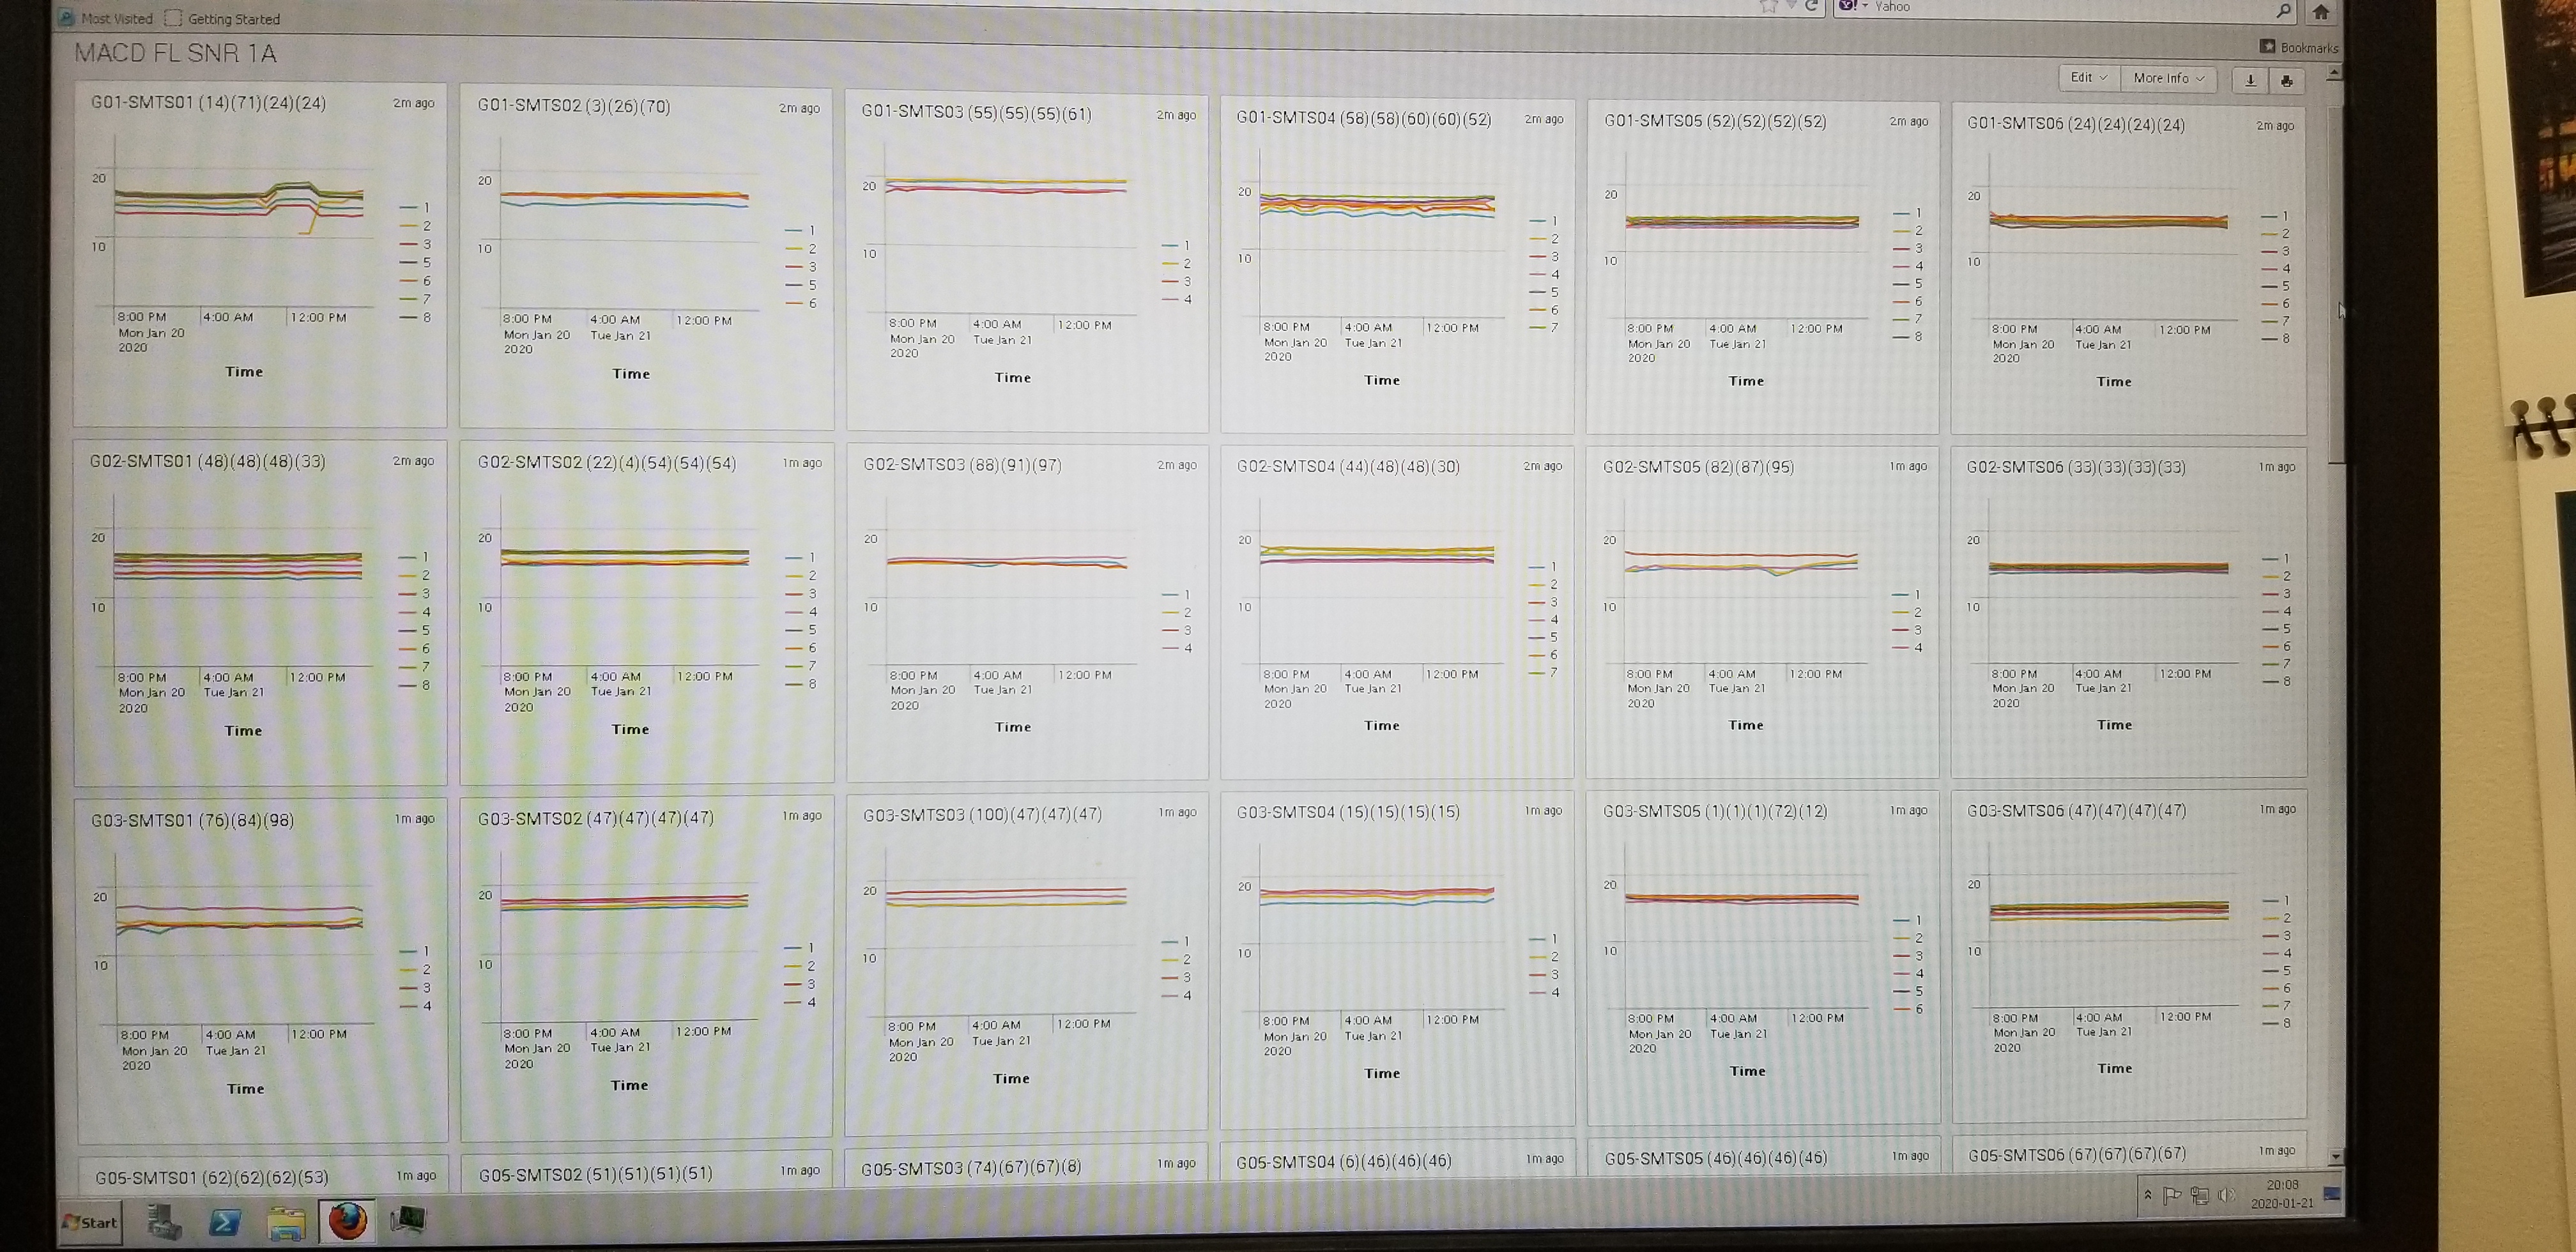 Most Visited Getting Started
Yahoo
MACD FL SNR 1A
Bookmarks
Edit More Info
G01-SMTS01 (14)(71)(24)(24) 2m ago
20
10
1
2
3
5
6
7
8
8:00 PM 4:00 AM 12:00 PM
Mon Jan 20
2020
Time
G01-SMTS02 (3)(26)(70) 2m ago
20
10
1
2
3
5
6
8:00 PM 4:00 AM 12:00 PM
Mon Jan 20 Tue Jan 21
2020
Time
G01-SMTS03 (55)(55)(55)(61) 2m ago
20
10
1
2
3
4
8:00 PM 4:00 AM 12:00 PM
Mon Jan 20 Tue Jan 21
2020
Time
G01-SMTS04 (58)(58)(60)(60)(52) 2m ago
20
10
1
2
3
4
5
6
7
8:00 PM 4:00 AM 12:00 PM
Mon Jan 20 Tue Jan 21
2020
Time
G01-SMTS05 (52)(52)(52)(52) 2m ago
20
10
1
2
3
4
5
6
7
8
8:00 PM 4:00 AM 12:00 PM
Mon Jan 20 Tue Jan 21
2020
Time
G01-SMTS06 (24)(24)(24)(24) 2m ago
20
10
1
2
3
4
5
6
7
8
8:00 PM 4:00 AM 12:00 PM
Mon Jan 20 Tue Jan 21
2020
Time
G02-SMTS01 (48)(48)(48)(33) 2m ago
20
10
1
2
3
4
5
6
7
8
8:00 PM 4:00 AM 12:00 PM
Mon Jan 20 Tue Jan 21
2020
Time
G02-SMTS02 (22)(4)(54)(54)(54) 1m ago
20
10
1
2
3
4
5
6
7
8
8:00 PM 4:00 AM 12:00 PM
Mon Jan 20 Tue Jan 21
2020
Time
G02-SMTS03 (88)(91)(97) 2m ago
20
10
1
2
3
4
8:00 PM 4:00 AM 12:00 PM
Mon Jan 20 Tue Jan 21
2020
Time
G02-SMTS04 (44)(48)(48)(30) 2m ago
20
10
1
2
3
4
5
6
7
8:00 PM 4:00 AM 12:00 PM
Mon Jan 20 Tue Jan 21
2020
Time
G02-SMTS05 (82)(87)(95) 1m ago
20
10
1
2
3
4
8:00 PM 4:00 AM 12:00 PM
Mon Jan 20 Tue Jan 21
2020
Time
G02-SMTS06 (33)(33)(33)(33) 1m ago
20
10
1
2
3
4
5
6
7
8
8:00 PM 4:00 AM 12:00 PM
Mon Jan 20 Tue Jan 21
2020
Time
G03-SMTS01 (76)(84)(98) 1m ago
20
10
1
2
3
4
8:00 PM 4:00 AM 12:00 PM
Mon Jan 20 Tue Jan 21
2020
Time
G03-SMTS02 (47)(47)(47)(47) 1m ago
20
10
1
2
3
4
8:00 PM 4:00 AM 12:00 PM
Mon Jan 20 Tue Jan 21
2020
Time
G03-SMTS03 (100)(47)(47)(47) 1m ago
20
10
1
2
3
4
8:00 PM 4:00 AM 12:00 PM
Mon Jan 20 Tue Jan 21
2020
Time
G03-SMTS04 (15)(15)(15)(15) 1m ago
20
10
1
2
3
4
8:00 PM 4:00 AM 12:00 PM
Mon Jan 20 Tue Jan 21
2020
Time
G03-SMTS05 (1)(1)(1)(72)(12) 1m ago
20
10
1
2
3
4
5
6
8:00 PM 4:00 AM 12:00 PM
Mon Jan 20 Tue Jan 21
2020
Time
G03-SMTS06 (47)(47)(47)(47) 1m ago
20
10
1
2
3
4
5
6
7
8
8:00 PM 4:00 AM 12:00 PM
Mon Jan 20 Tue Jan 21
2020
Time
G05-SMTS01 (62)(62)(62)(53) 1m ago
G05-SMTS02 (51)(51)(51)(51) 1m ago
G05-SMTS03 (74)(67)(67)(8) 1m ago
G05-SMTS04 (6)(46)(46)(46) 1m ago
G05-SMTS05 (46)(46)(46)(46) 1m ago
G05-SMTS06 (67)(67)(67)(67) 1m ago
Start
20:08
2020-01-21